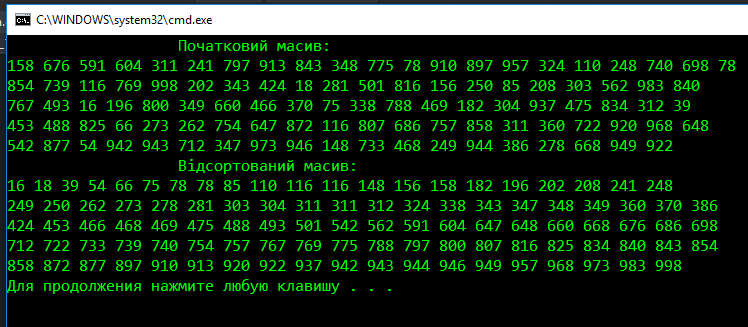 C:\WINDOWS\system32\cmd.exe
Початковий масив:
158 676 591 604 311 241 797 913 843 348 775 78 910 897 957 324 110 248 740 698 78
854 739 116 769 998 202 343 424 18 281 501 816 156 250 85 208 303 562 983 840
767 493 16 196 800 349 660 466 370 75 338 788 469 182 304 937 475 834 312 39
453 488 825 66 273 262 754 647 872 116 807 686 757 858 311 360 722 920 968 648
542 877 54 942 943 712 347 973 946 148 733 468 249 944 386 278 668 949 922
Відсортований масив:
16 18 39 54 66 75 78 78 85 110 116 116 148 156 158 182 196 202 208 241 248
249 250 262 273 278 281 303 304 311 311 312 324 338 343 347 348 349 360 370 386
424 453 466 468 469 475 488 493 501 542 562 591 604 647 648 660 668 676 686 698
712 722 733 739 740 754 757 767 769 775 788 797 800 807 816 825 834 840 843 854
858 872 877 897 910 913 920 922 937 942 943 944 946 949 957 968 973 983 998
Для продолжения нажмите любую клавишу . . .